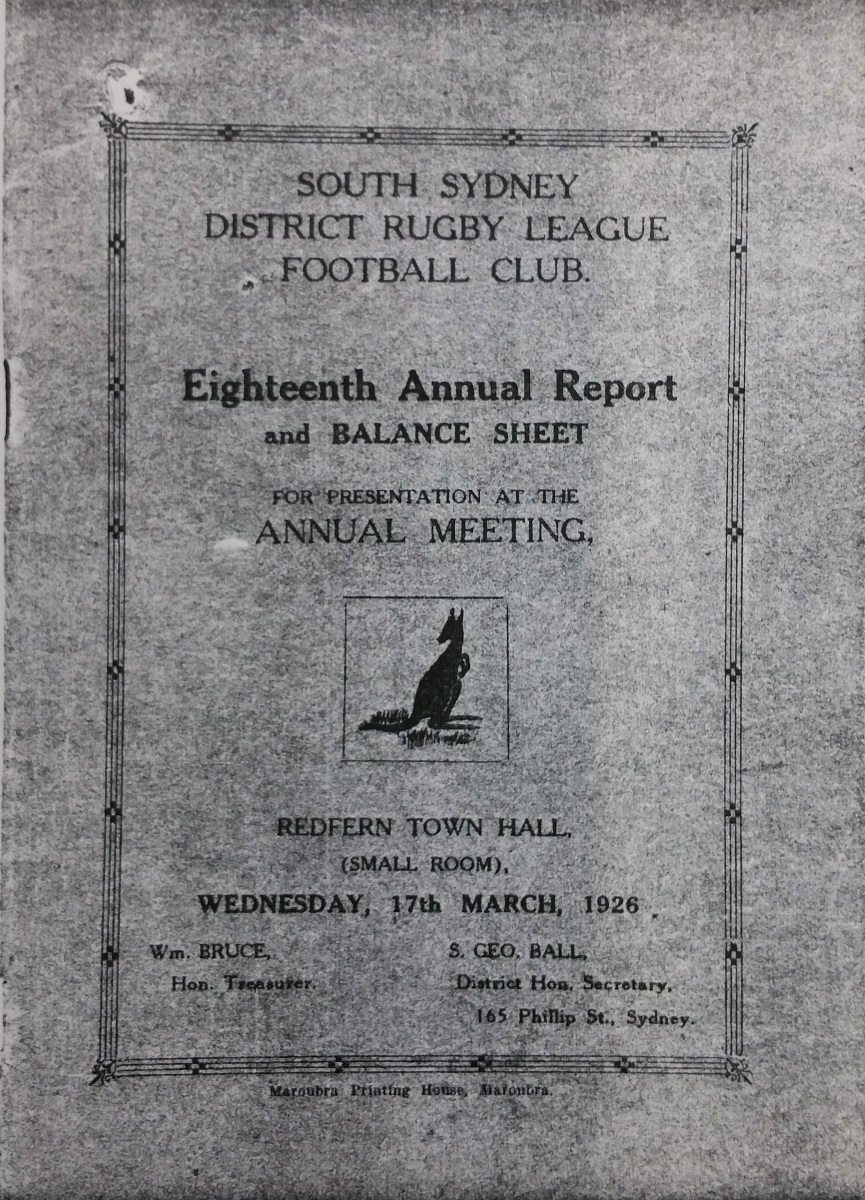 SOUTH SYDNEY
DISTRICT RUGBY LEAGUE
FOOTBALL CLUB.
Eighteenth Annual Report
and BALANCE SHEET
FOR PRESENTATION AT THE
ANNUAL MEETING,
REDFERN TOWN HALL,
(SMALL ROOM),
WEDNESDAY, 17th MARCH, 1926
Wm. BRUCE,
Hon. Treasurer.
S. GEO. BALL,
District Hon. Secretary,
165 Phillip St., Sydney.
Maroubra Printing House, Maroubra.